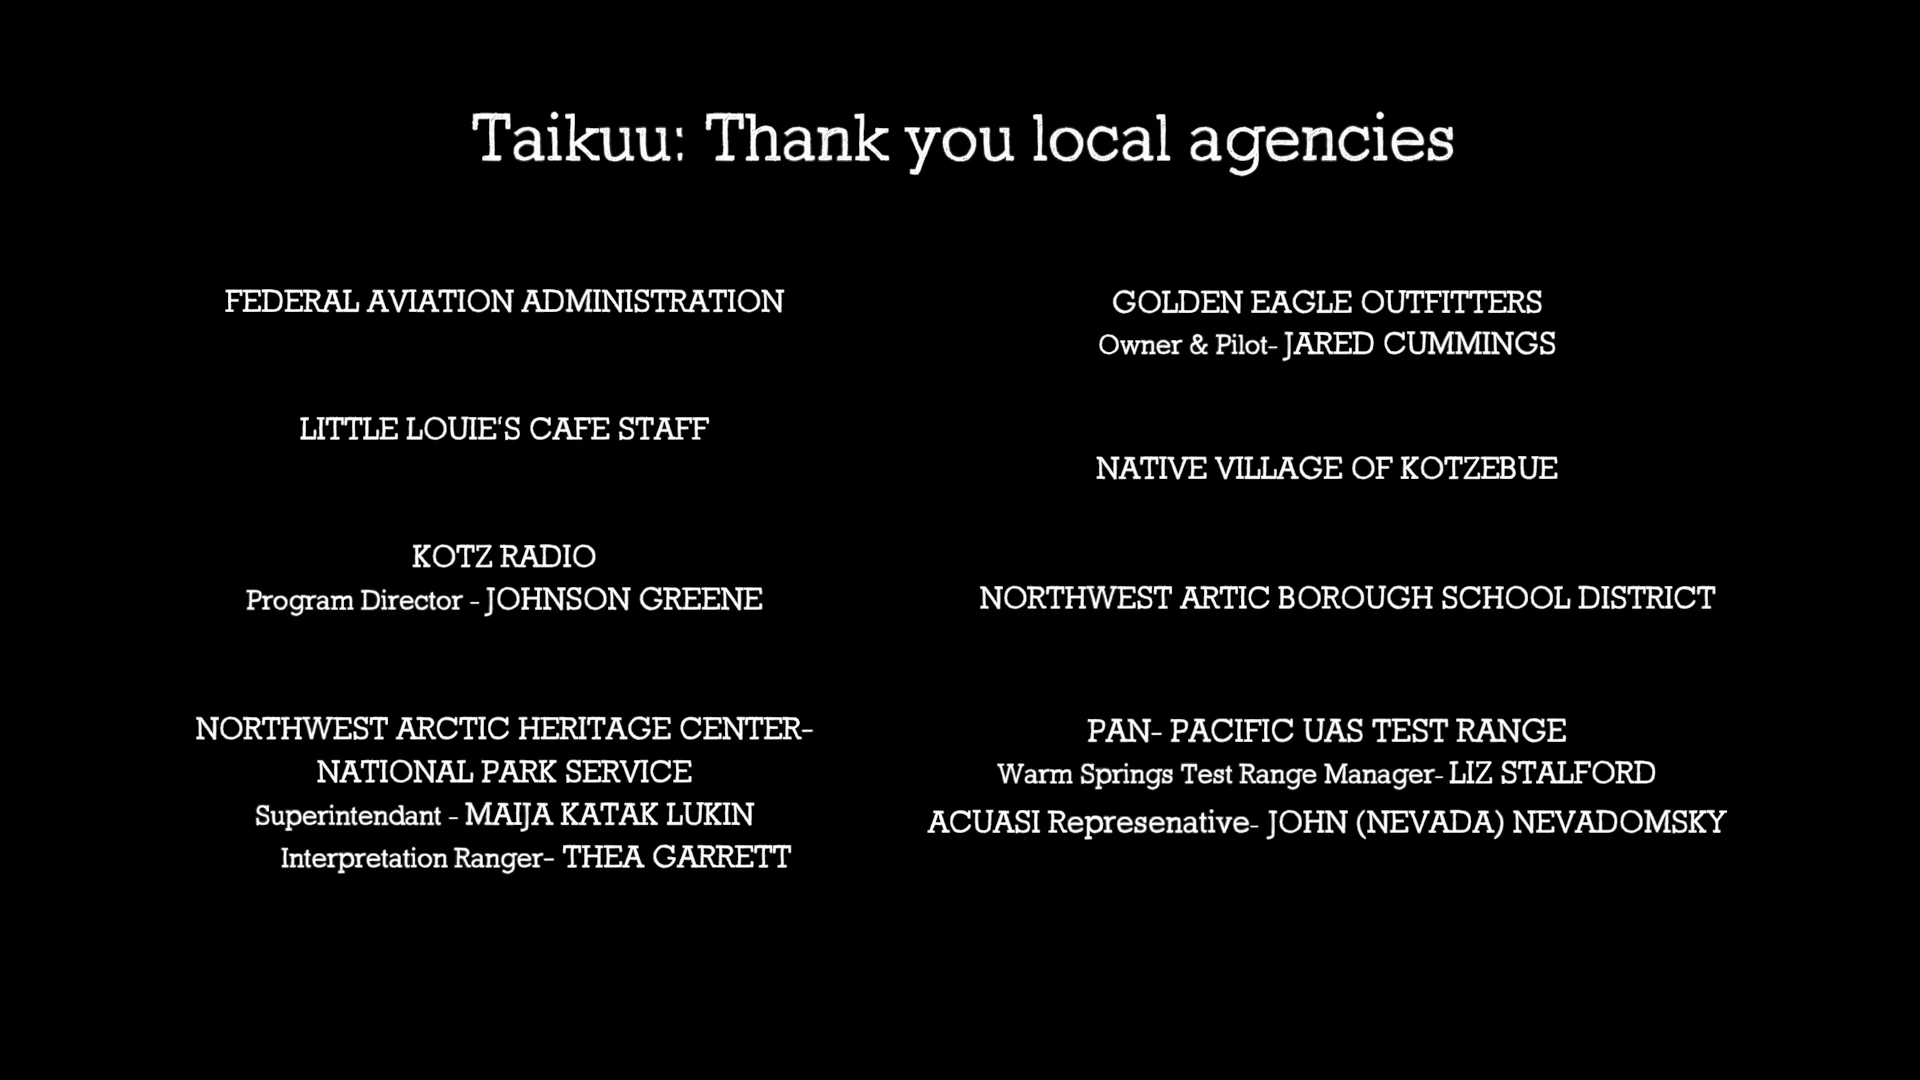 Taikuu: Thank you local agencies
FEDERAL AVIATION ADMINISTRATION
LITTLE LOUIE‘S CAFE STAFF
KOTZ RADIO
Program Director - JOHNSON GREENE
NORTHWEST ARCTIC HERITAGE CENTER-
NATIONAL PARK SERVICE
Superintendant - MAIJA KATAK LUKIN
Interpretation Ranger- THEA GARRETT
GOLDEN EAGLE OUTFITTERS
Owner & Pilot- JARED CUMMINGS
NATIVE VILLAGE OF KOTZEBUE
NORTHWEST ARTIC BOROUGH SCHOOL DISTRICT
PAN- PACIFIC UAS TEST RANGE
Warm Springs Test Range Manager- LIZ STALFORD
ACUASI Represenative- JOHN (NEVADA) NEVADOMSKY